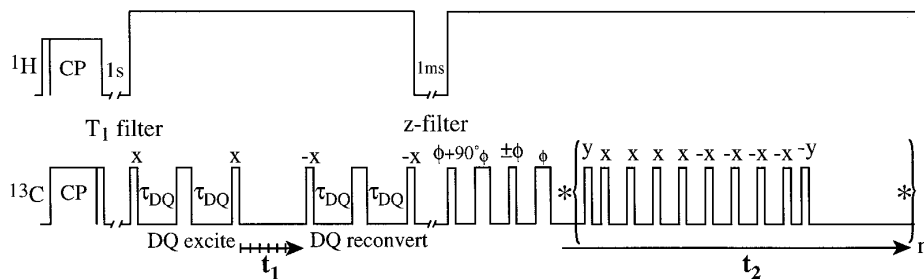 ¹H CP 1s 1ms
T₁ filter z-filter
x x -x -x ϕ+90° ϕ ±ϕ ϕ y x x x x -x -x -x -x -y
¹³C CP τDQ τDQ τDQ τDQ * *
DQ excite DQ reconvert n
t₁ t₂